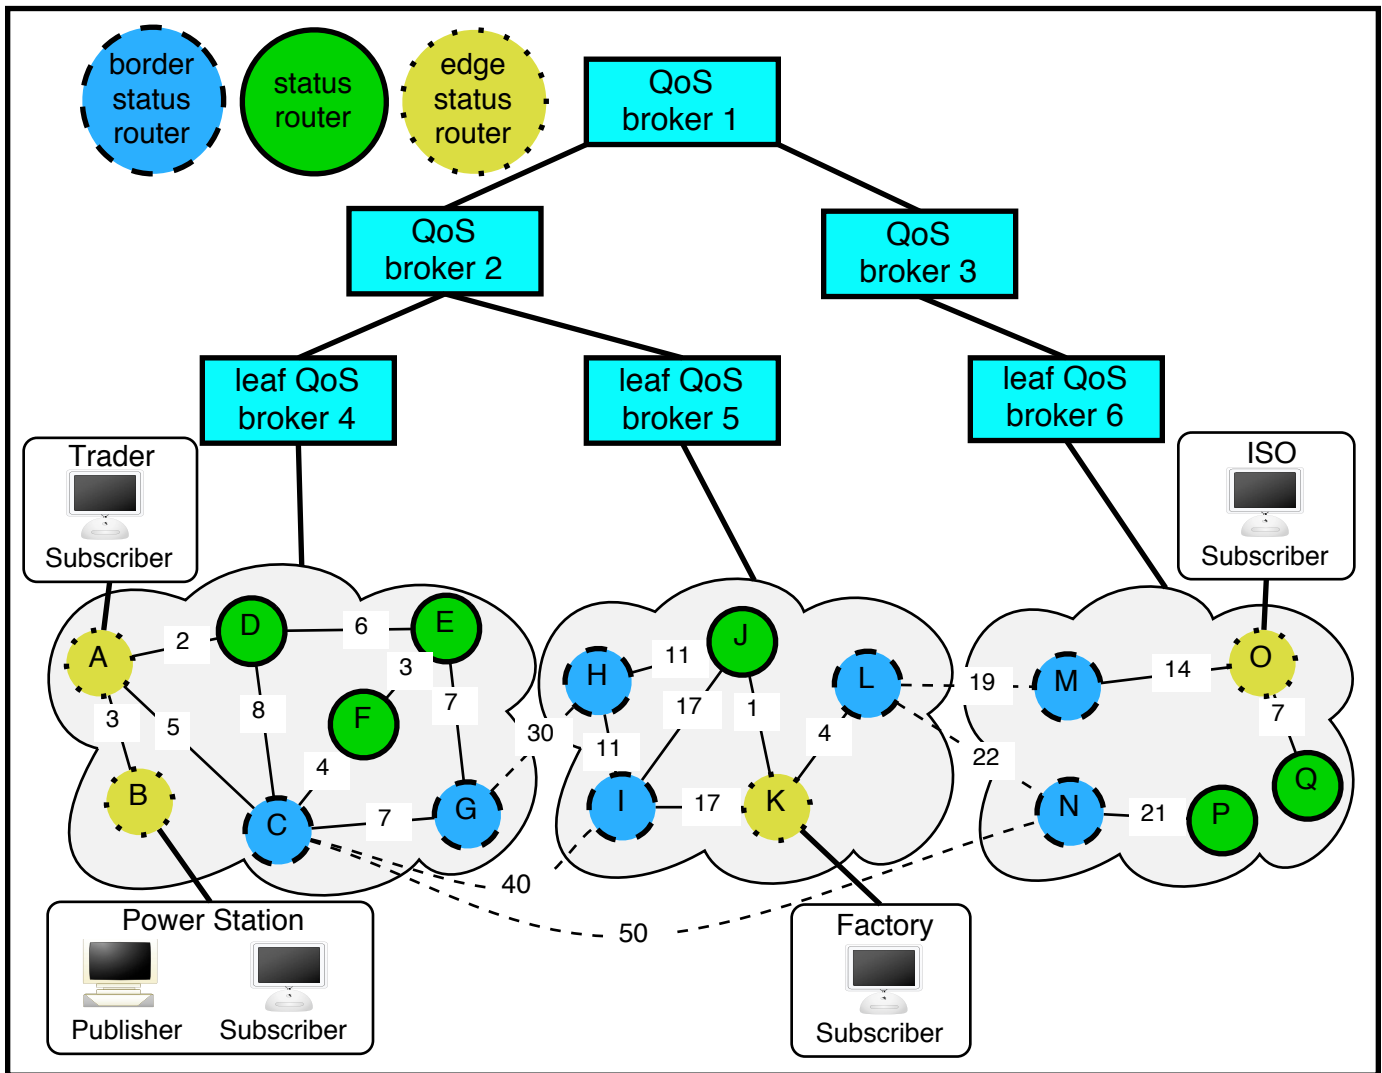 border
status
router
status
router
edge
status
router
QoS
broker 1
QoS
broker 2
QoS
broker 3
leaf QoS
broker 4
leaf QoS
broker 5
leaf QoS
broker 6
Trader
Subscriber
ISO
Subscriber
A
2
D
6
E
3
F
3
5
8
7
4
B
C
7
G
30
H
11
J
11
17
1
I
17
K
4
L
19
22
M
14
O
7
N
21
P
Q
40
50
Power Station
Publisher
Subscriber
Factory
Subscriber